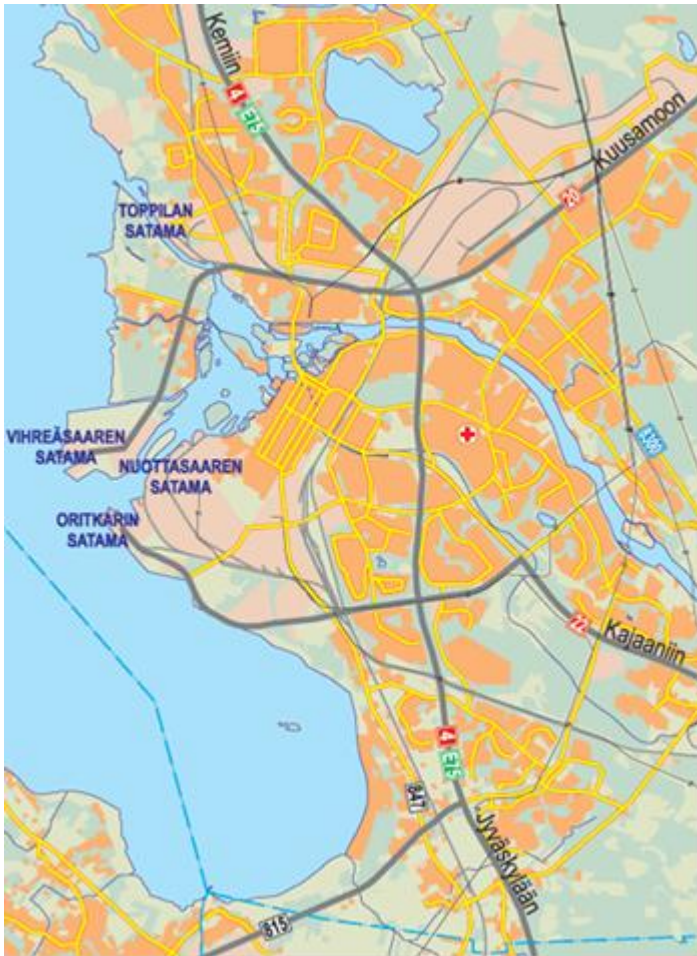 Kemiin
4
E75
Kuusamoon
20
TOPPILAN
SATAMA
8300
VIHREÄSAAREN
SATAMA
NUOTTASAAREN
SATAMA
ORITKARIN
SATAMA
22
Kajaaniin
4
E75
847
Jyväskylään
815